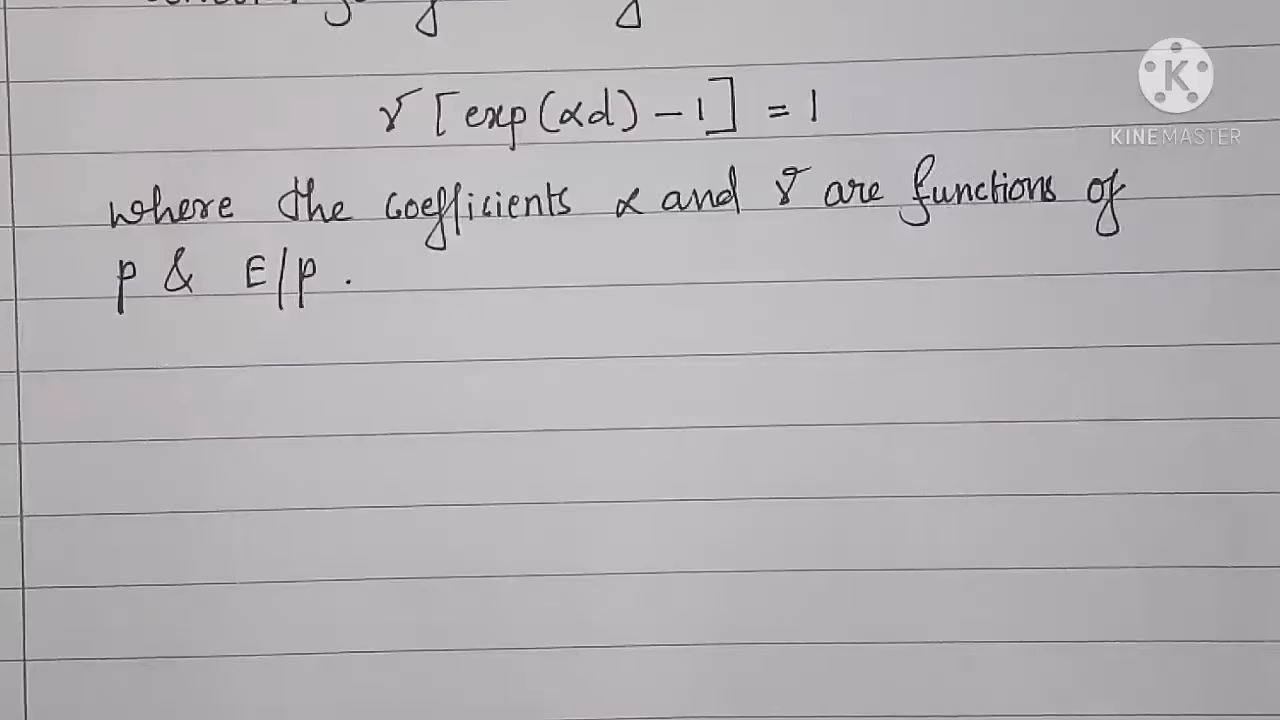 γ [exp(αd) - 1] = 1
KINEMASTER
where the coefficients α and γ are functions of
p & E/p.